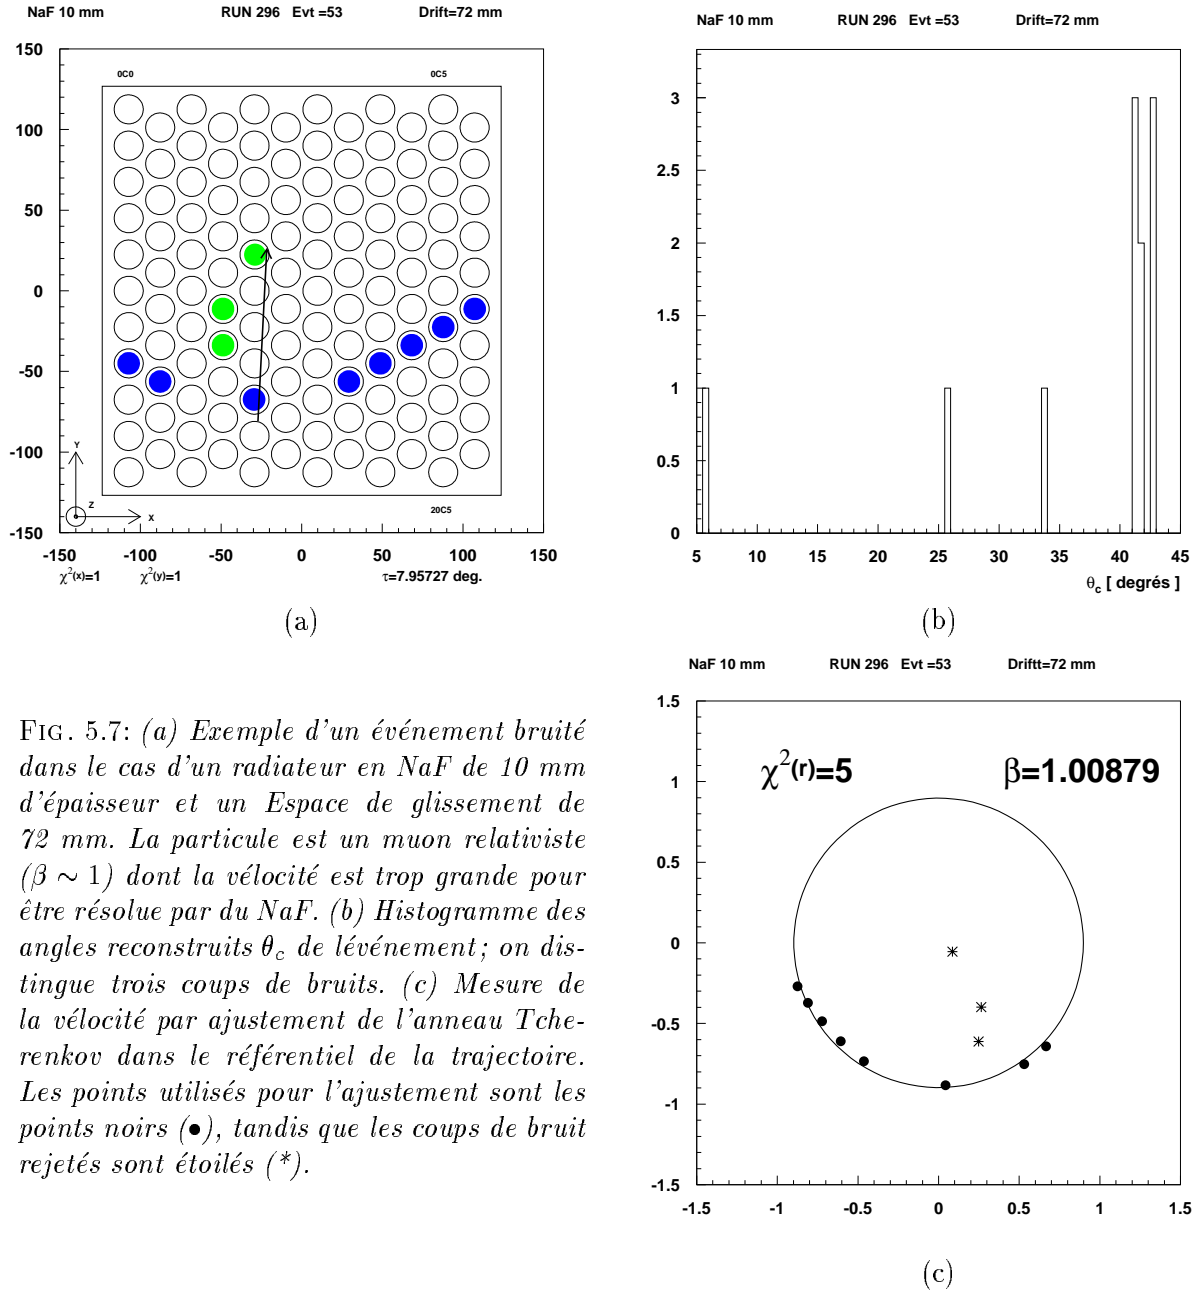 NaF 10 mm RUN 296 Evt =53 Drift=72 mm
150
100
50
0
-50
-100
-150
0C0 0C5
20C5
Y
Z
X
-150 -100 -50 0 50 100 150
χ²(x)=1 χ²(y)=1 τ=7.95727 deg.
(a)
NaF 10 mm RUN 296 Evt =53 Drift=72 mm
3
2.5
2
1.5
1
0.5
0
5 10 15 20 25 30 35 40 45
θc [ degrés ]
(b)
FIG. 5.7: (a) Exemple d'un événement bruité
dans le cas d'un radiateur en NaF de 10 mm
d'épaisseur et un Espace de glissement de
72 mm. La particule est un muon relativiste
(β ∼ 1) dont la vélocité est trop grande pour
être résolue par du NaF. (b) Histogramme des
angles reconstruits θc de lévénement; on dis-
tingue trois coups de bruits. (c) Mesure de
la vélocité par ajustement de l'anneau Tche-
renkov dans le référentiel de la trajectoire.
Les points utilisés pour l'ajustement sont les
points noirs (●), tandis que les coups de bruit
rejetés sont étoilés (*).
NaF 10 mm RUN 296 Evt =53 Driftt=72 mm
1.5
1
0.5
0
-0.5
-1
-1.5
χ²(r)=5 β=1.00879
-1.5 -1 -0.5 0 0.5 1 1.5
(c)